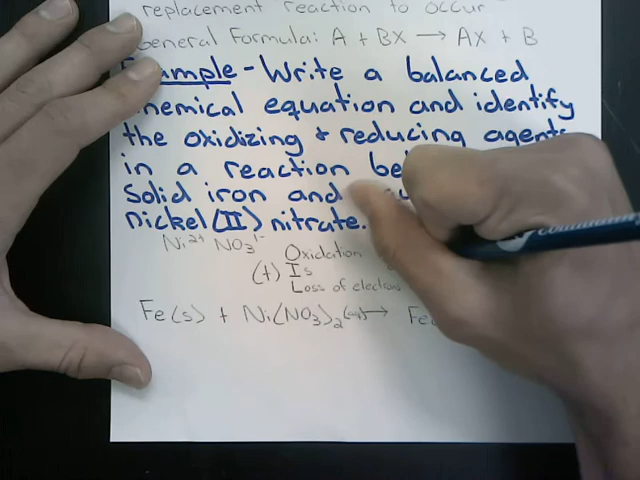 replacement reaction to occur
General Formula: A + BX → AX + B
Example - Write a balanced
chemical equation and identify
the oxidizing & reducing agents
in a reaction be
Solid iron and
nickel (II) nitrate.
Ni²⁺ NO₃¹⁻ Oxidation
(+) Is
Loss of electrons
Fe(s) + Ni(NO₃)₂(aq) → Fe